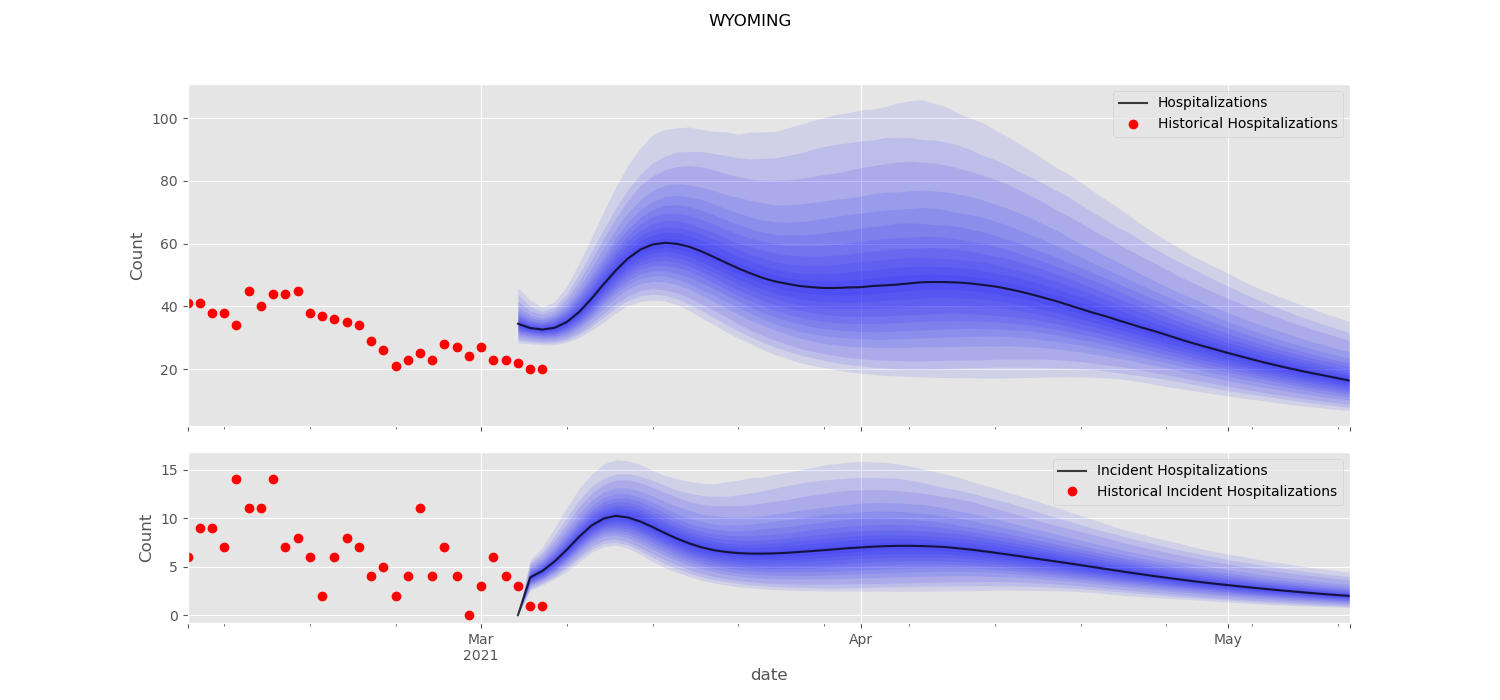 WYOMING
Hospitalizations
Historical Hospitalizations
100
80
60
40
20
Count
Incident Hospitalizations
Historical Incident Hospitalizations
15
10
5
0
Count
Mar
2021
Apr
May
date